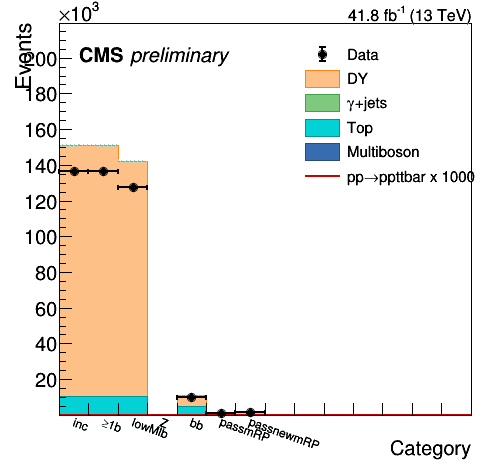 ×10³
41.8 fb⁻¹ (13 TeV)
Events
CMS preliminary
Data
DY
γ+jets
Top
Multiboson
pp→ppttbar x 1000
200
180
160
140
120
100
80
60
40
20
inc
≥1b
lowMib
Z
bb
passmRP
passnewmRP
Category